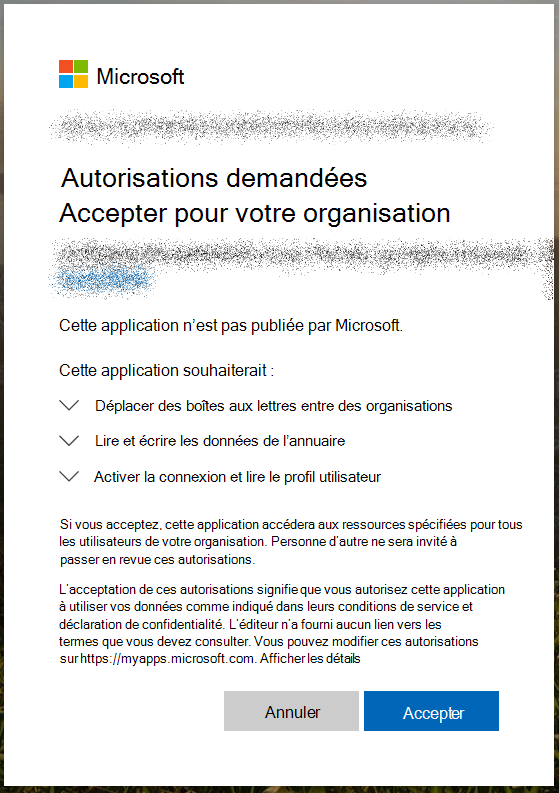 Microsoft
Autorisations demandées
Accepter pour votre organisation
Cette application n’est pas publiée par Microsoft.
Cette application souhaiterait :
Déplacer des boîtes aux lettres entre des organisations
Lire et écrire les données de l’annuaire
Activer la connexion et lire le profil utilisateur
Si vous acceptez, cette application accédera aux ressources spécifiées pour tous
les utilisateurs de votre organisation. Personne d’autre ne sera invité à
passer en revue ces autorisations.
L’acceptation de ces autorisations signifie que vous autorisez cette application
à utiliser vos données comme indiqué dans leurs conditions de service et
déclaration de confidentialité. L’éditeur n’a fourni aucun lien vers les
termes que vous devez consulter. Vous pouvez modifier ces autorisations
sur https://myapps.microsoft.com. Afficher les détails
Annuler
Accepter